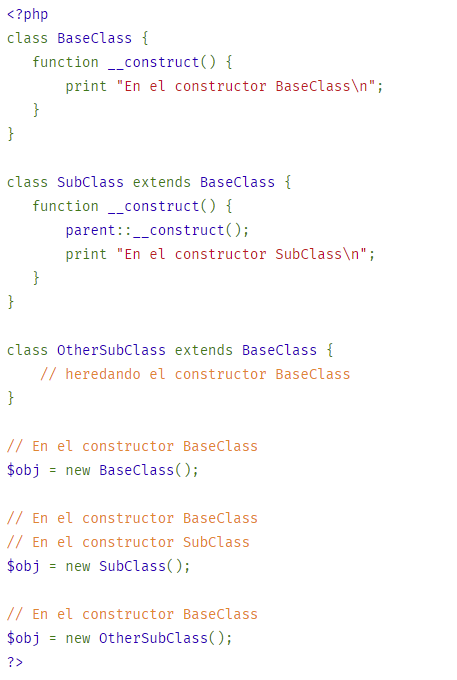 <?php
class BaseClass {
   function __construct() {
       print "En el constructor BaseClass\n";
   }
}

class SubClass extends BaseClass {
   function __construct() {
       parent::__construct();
       print "En el constructor SubClass\n";
   }
}

class OtherSubClass extends BaseClass {
    // heredando el constructor BaseClass
}

// En el constructor BaseClass
$obj = new BaseClass();

// En el constructor BaseClass
// En el constructor SubClass
$obj = new SubClass();

// En el constructor BaseClass
$obj = new OtherSubClass();
?>